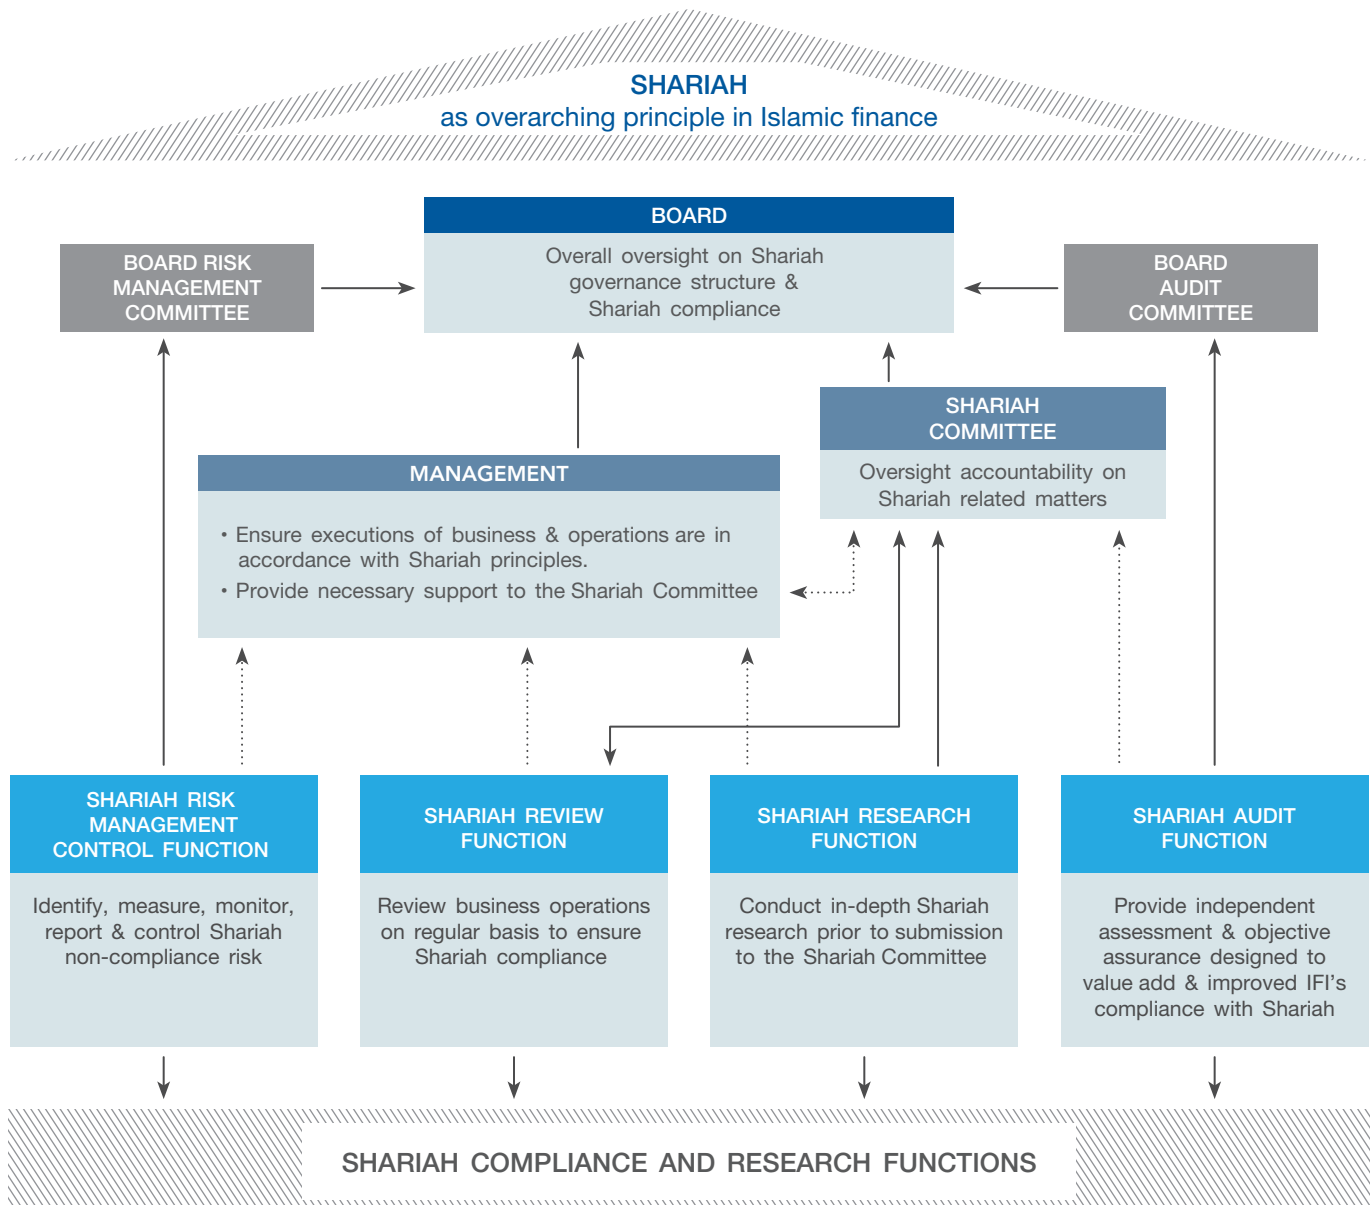 SHARIAH
as overarching principle in Islamic finance
BOARD
Overall oversight on Shariah
governance structure &
Shariah compliance
BOARD RISK
MANAGEMENT
COMMITTEE
BOARD
AUDIT
COMMITTEE
SHARIAH
COMMITTEE
Oversight accountability on
Shariah related matters
MANAGEMENT
• Ensure executions of business & operations are in
accordance with Shariah principles.
• Provide necessary support to the Shariah Committee
SHARIAH RISK
MANAGEMENT
CONTROL FUNCTION
Identify, measure, monitor,
report & control Shariah
non-compliance risk
SHARIAH REVIEW
FUNCTION
Review business operations
on regular basis to ensure
Shariah compliance
SHARIAH RESEARCH
FUNCTION
Conduct in-depth Shariah
research prior to submission
to the Shariah Committee
SHARIAH AUDIT
FUNCTION
Provide independent
assessment & objective
assurance designed to
value add & improved IFI's
compliance with Shariah
SHARIAH COMPLIANCE AND RESEARCH FUNCTIONS